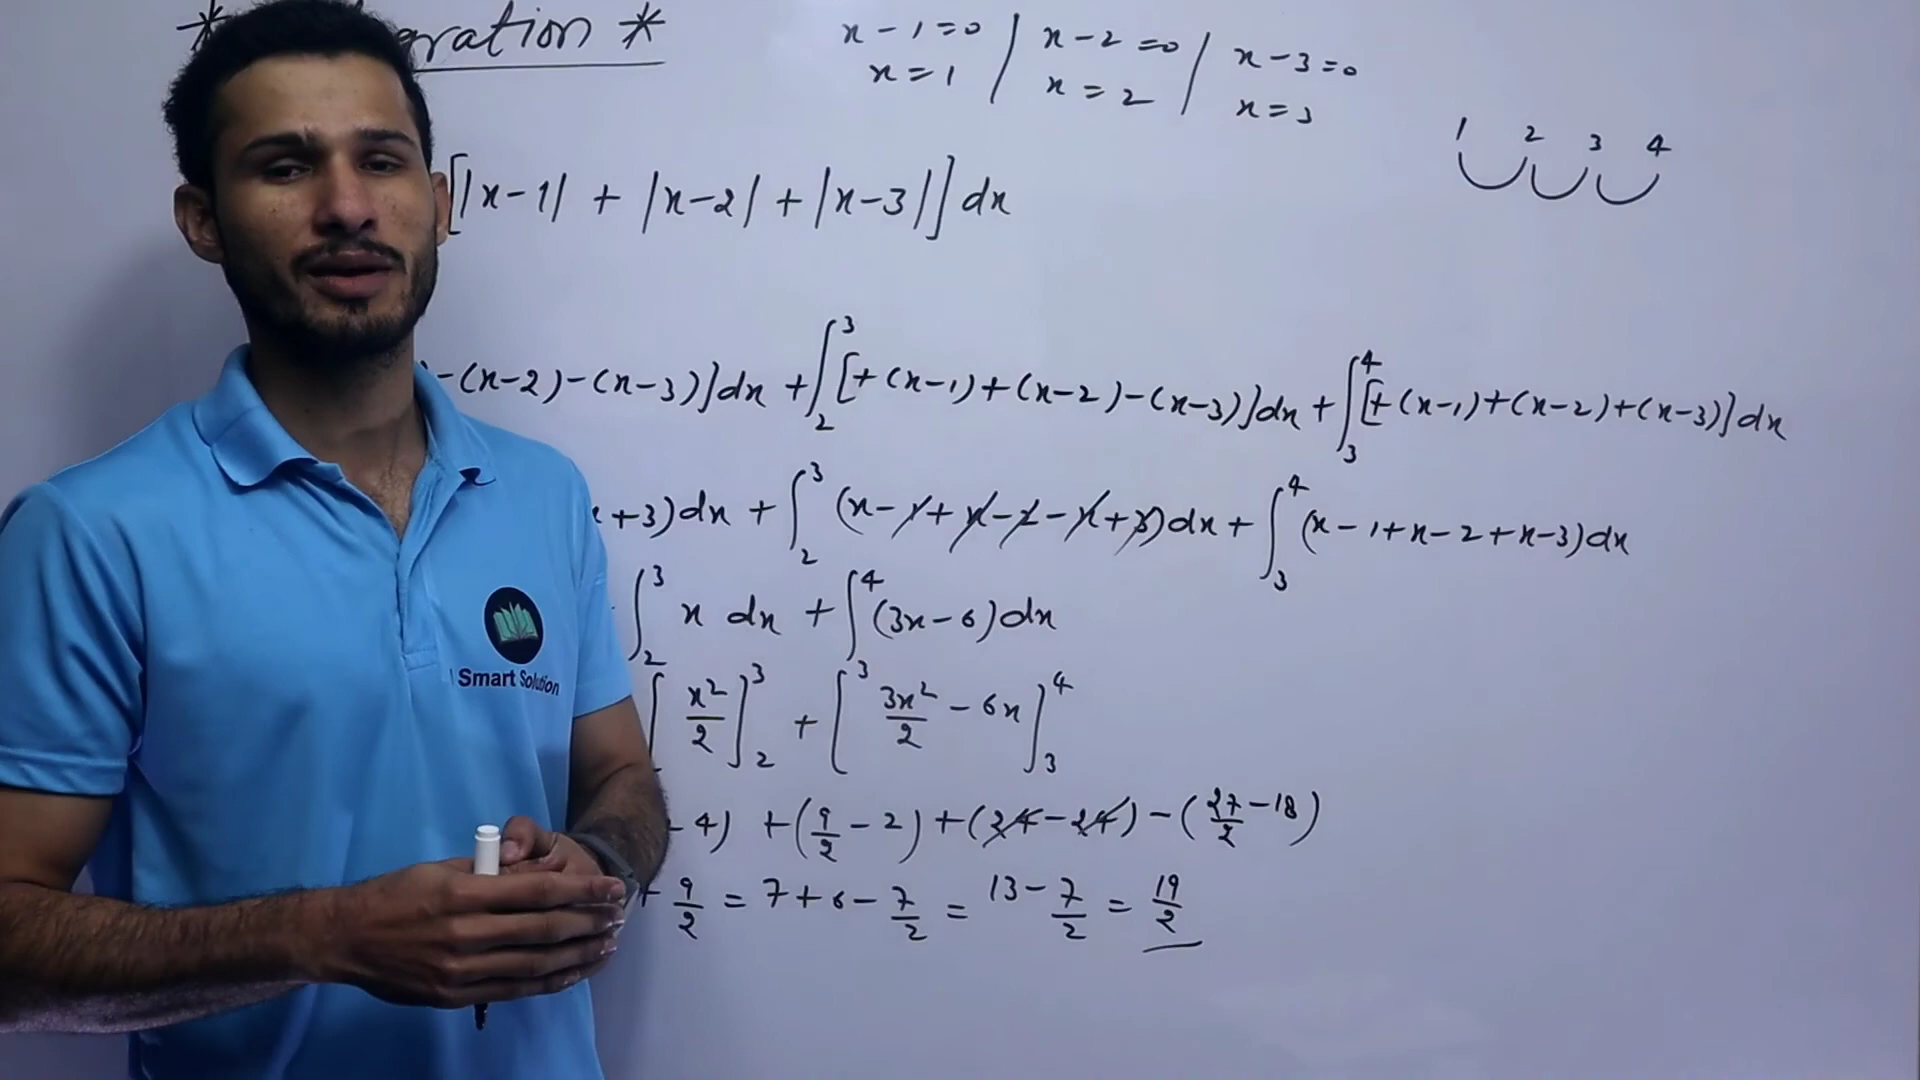 * gration *
x-1=0 / x-2=0 / x-3=0
x=1 x=2 x=3
1 2 3 4
[|x-1| + |x-2| + |x-3|] dx
-(x-2)-(x-3)]dx + ∫₂³ [+(x-1)+(x-2)-(x-3)]dx + ∫₃⁴ [+(x-1)+(x-2)+(x-3)]dx
+3)dx + ∫₂³ (x-1+x-2-x+3)dx + ∫₃⁴ (x-1+x-2+x-3)dx
∫₂³ x dx + ∫₃⁴ (3x-6)dx
[x²/2]₂³ + [3x²/2 - 6x]₃⁴
-4) + (9/2 - 2) + (24-24) - (27/2 - 18)
+ 9/2 = 7+6-7/2 = 13-7/2 = 19/2
Smart Solution